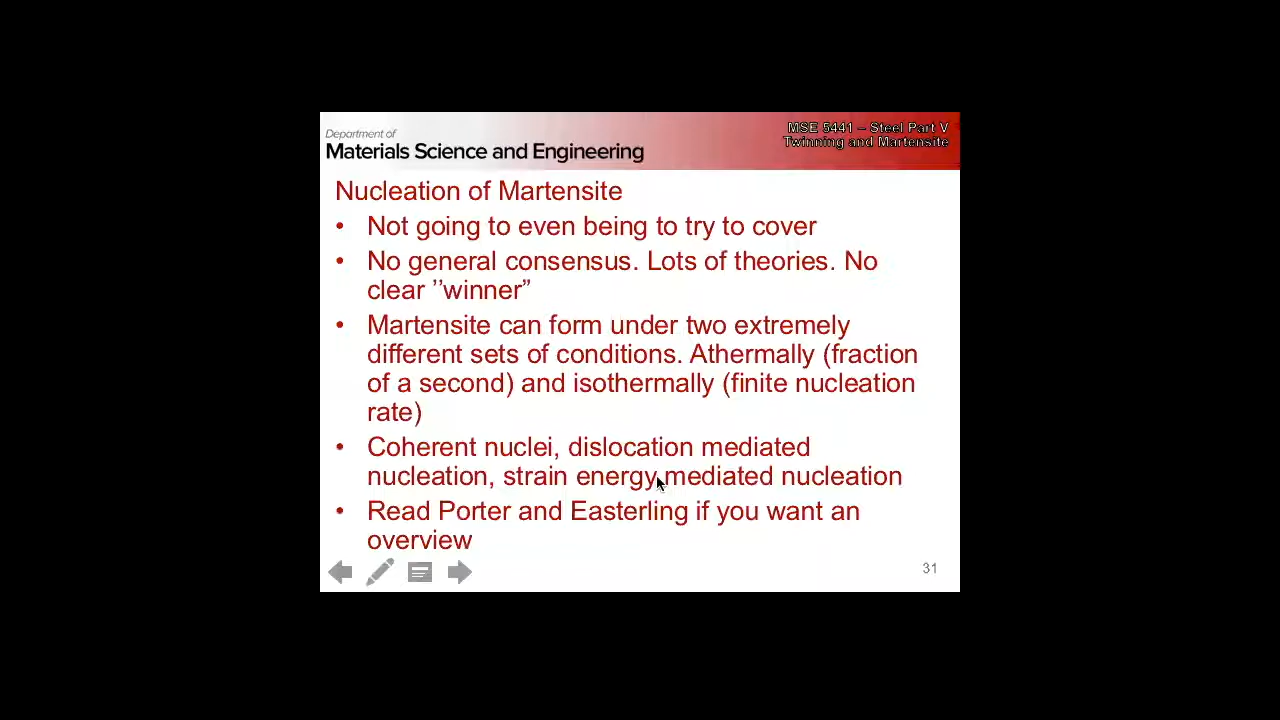 Department of
Materials Science and Engineering
MSE 5441 – Steel Part V
Twinning and Martensite
Nucleation of Martensite
• Not going to even being to try to cover
• No general consensus. Lots of theories. No
clear ’’winner”
• Martensite can form under two extremely
different sets of conditions. Athermally (fraction
of a second) and isothermally (finite nucleation
rate)
• Coherent nuclei, dislocation mediated
nucleation, strain energy mediated nucleation
• Read Porter and Easterling if you want an
overview
31